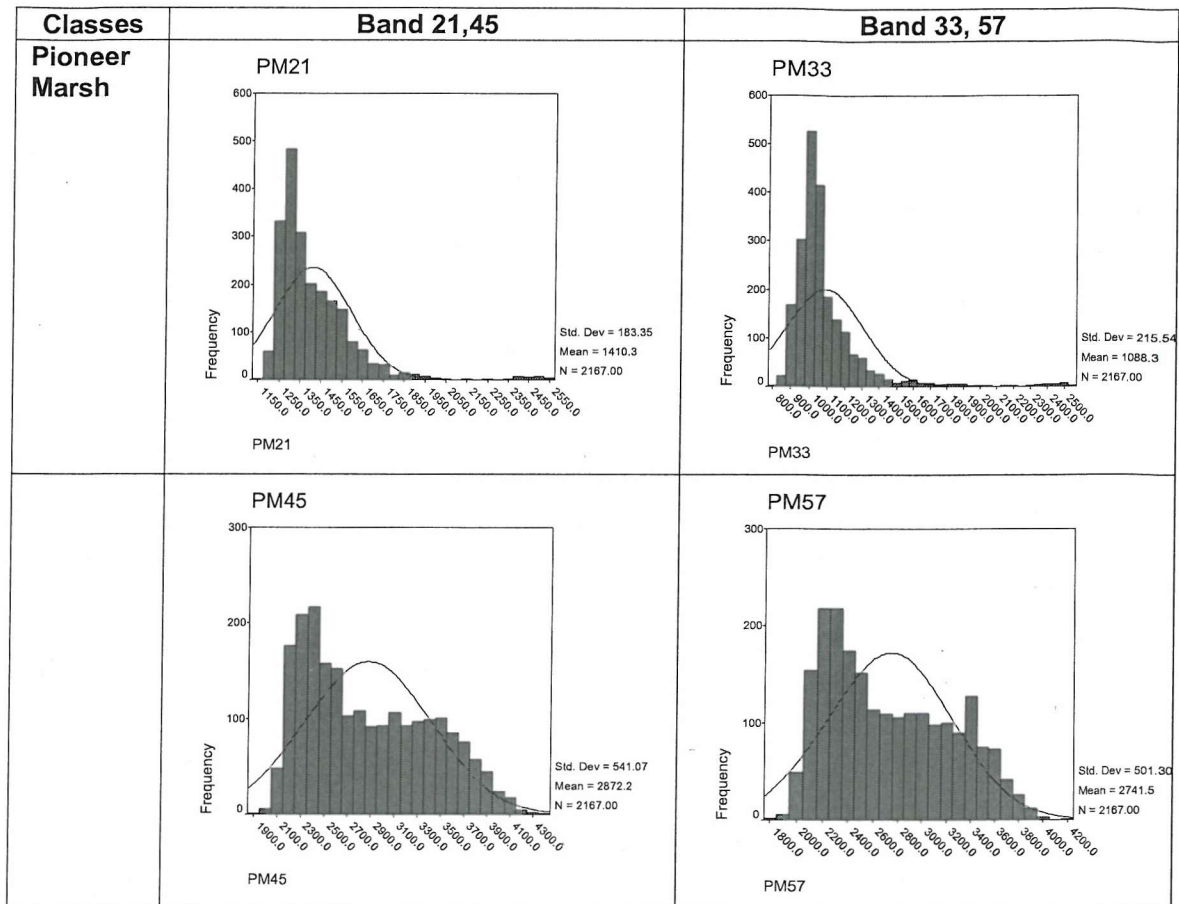 Classes Band 21,45 Band 33, 57
Pioneer
Marsh
PM21
600
500
400
300
200
100
0
Frequency
1150.0 1250.0 1350.0 1450.0 1550.0 1650.0 1750.0 1850.0 1950.0 2050.0 2150.0 2250.0 2350.0 2450.0 2550.0
Std. Dev = 183.35
Mean = 1410.3
N = 2167.00
PM21
PM33
600
500
400
300
200
100
0
Frequency
800.0 900.0 1000.0 1100.0 1200.0 1300.0 1400.0 1500.0 1600.0 1700.0 1800.0 1900.0 2000.0 2100.0 2200.0 2300.0 2400.0 2500.0
Std. Dev = 215.54
Mean = 1088.3
N = 2167.00
PM33
PM45
300
200
100
0
Frequency
1900.0 2100.0 2300.0 2500.0 2700.0 2900.0 3100.0 3300.0 3500.0 3700.0 3900.0 4100.0 4300.0
Std. Dev = 541.07
Mean = 2872.2
N = 2167.00
PM45
PM57
300
200
100
0
Frequency
1800.0 2000.0 2200.0 2400.0 2600.0 2800.0 3000.0 3200.0 3400.0 3600.0 3800.0 4000.0 4200.0
Std. Dev = 501.30
Mean = 2741.5
N = 2167.00
PM57